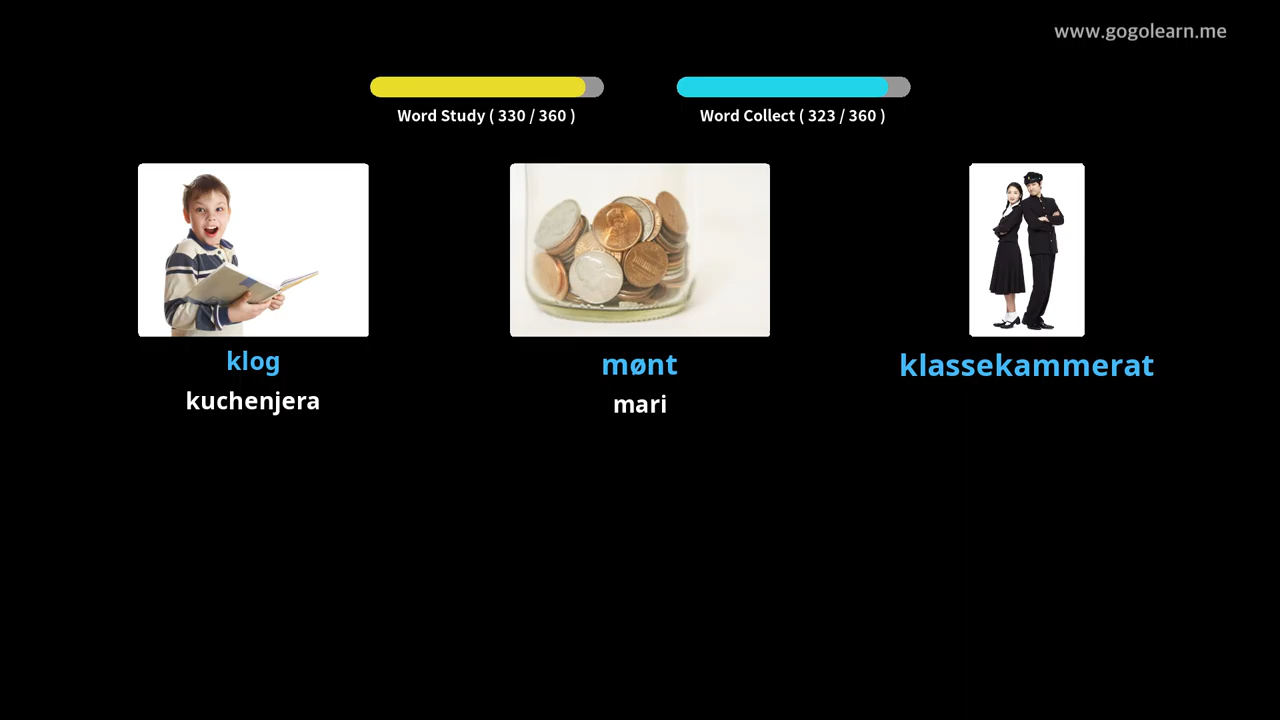 www.gogolearn.me
Word Study ( 330 / 360 )
Word Collect ( 323 / 360 )
klog
kuchenjera
mønt
mari
klassekammerat